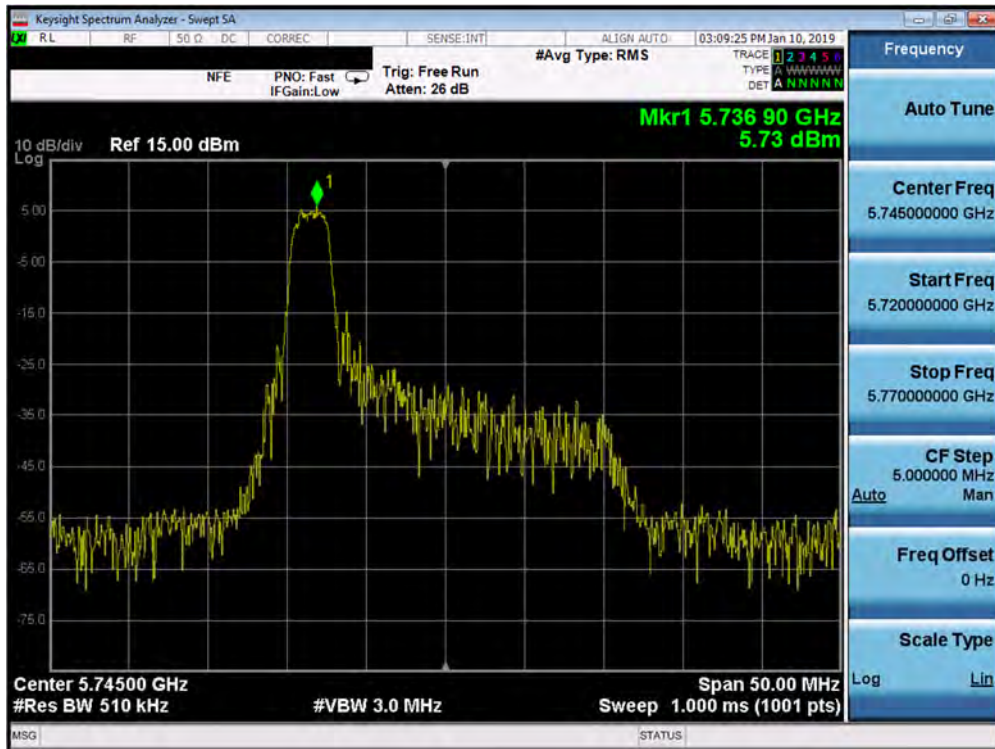 Keysight Spectrum Analyzer - Swept SA
LXI RL RF 50 Ω DC CORREC SENSE:INT ALIGN AUTO 03:09:25 PM Jan 10, 2019
Frequency
#Avg Type: RMS
TRACE 1 2 3 4 5 6
NFE PNO: Fast Trig: Free Run TYPE A WWWWW
IFGain:Low Atten: 26 dB DET A N N N N N
Auto Tune
Mkr1 5.736 90 GHz
5.73 dBm
10 dB/div Ref 15.00 dBm
Log
1
5.00
-5.00
-15.0
-25.0
-35.0
-45.0
-55.0
-65.0
-75.0
Center Freq
5.745000000 GHz
Start Freq
5.720000000 GHz
Stop Freq
5.770000000 GHz
CF Step
5.000000 MHz
Auto Man
Freq Offset
0 Hz
Scale Type
Log Lin
Center 5.74500 GHz Span 50.00 MHz
#Res BW 510 kHz #VBW 3.0 MHz Sweep 1.000 ms (1001 pts)
MSG STATUS